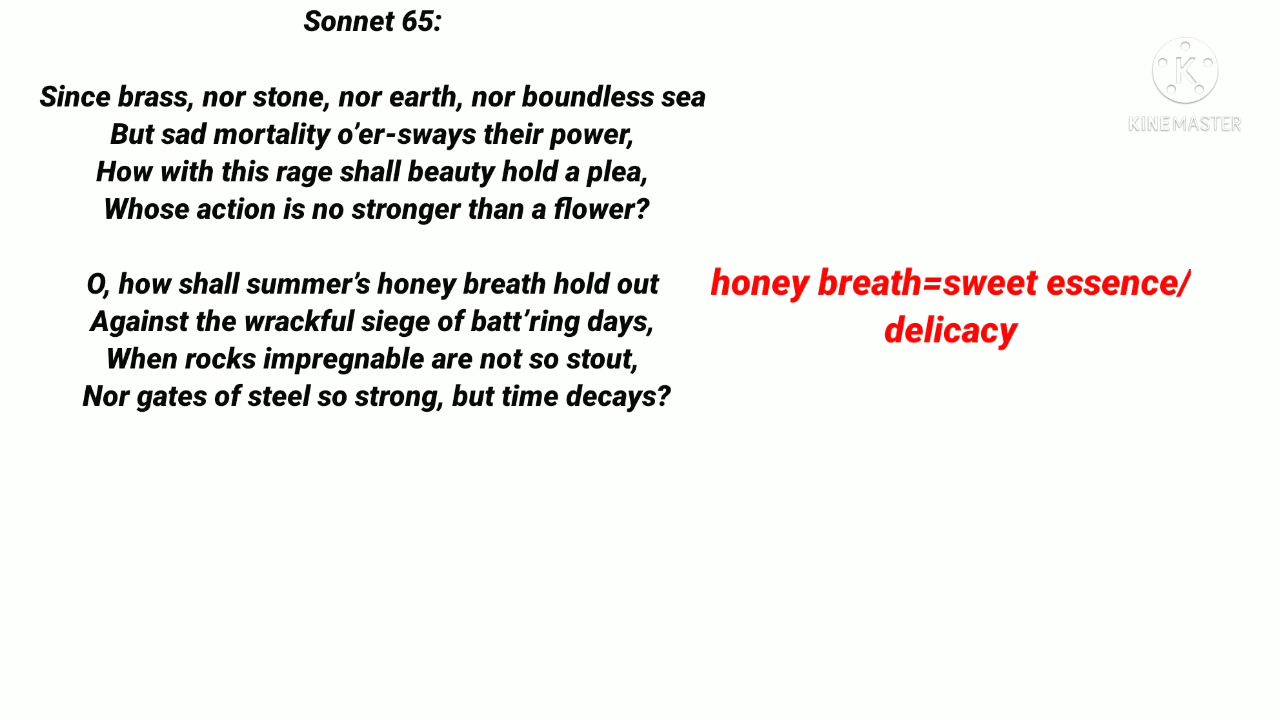 Sonnet 65:
Since brass, nor stone, nor earth, nor boundless sea
But sad mortality o’er-sways their power,
How with this rage shall beauty hold a plea,
Whose action is no stronger than a flower?
O, how shall summer’s honey breath hold out
Against the wrackful siege of batt’ring days,
When rocks impregnable are not so stout,
Nor gates of steel so strong, but time decays?
honey breath=sweet essence/
delicacy
K
KINEMASTER